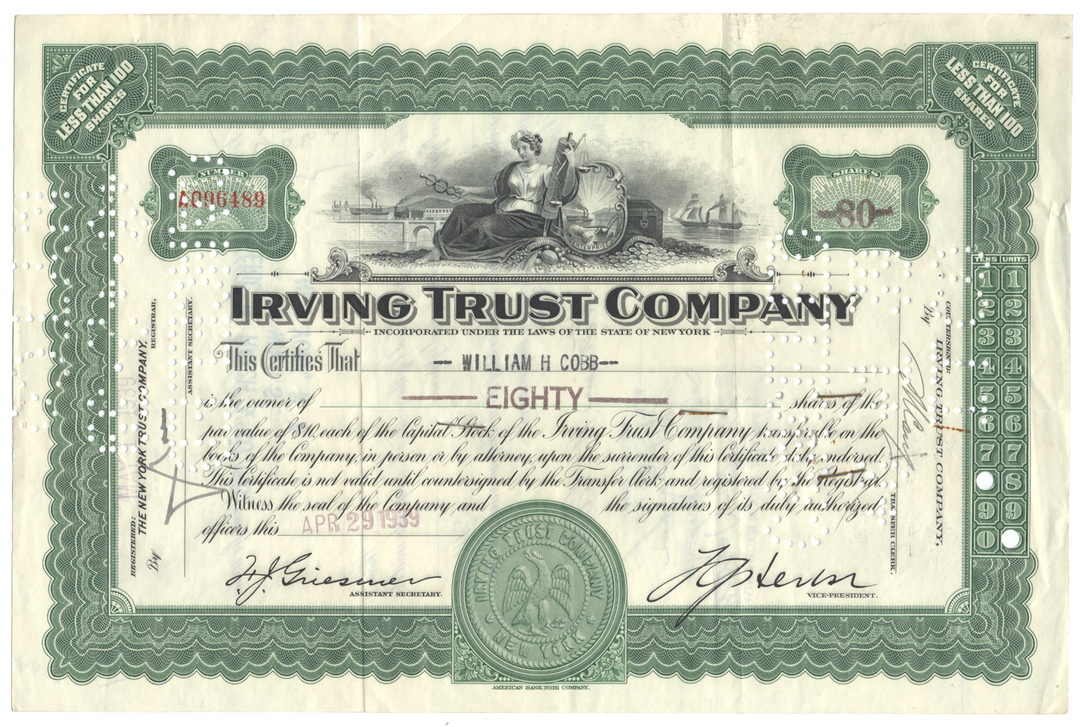 CERTIFICATE
FOR
LESS THAN 100
SHARES
CERTIFICATE
FOR
LESS THAN 100
SHARES
NUMBER
A096489
SHARES
-80-
ENTERPRISE
IRVING TRUST COMPANY
INCORPORATED UNDER THE LAWS OF THE STATE OF NEW YORK
This Certifies That -- WILLIAM H COBB--
is the owner of EIGHTY shares of the
par value of $10. each of the Capital Stock of the Irving Trust Company transferable on the
books of the Company, in person or by attorney, upon the surrender of this Certificate duly endorsed.
This Certificate is not valid until countersigned by the Transfer Clerk and registered by the Registrar.
Witness the seal of the Company and the signatures of its duly authorized
officers this APR 29 1939
ASSISTANT SECRETARY.
VICE-PRESIDENT.
IRVING TRUST COMPANY
NEW YORK
AMERICAN BANK NOTE COMPANY.
REGISTERED:
THE NEW YORK TRUST COMPANY,
REGISTRAR,
By
ASSISTANT SECRETARY.
COUNTERSIGNED:
IRVING TRUST COMPANY,
By
TRANSFER CLERK.
TENS UNITS
1 1
2 2
3 3
4 4
5 5
6 6
7 7
8
9 9
0